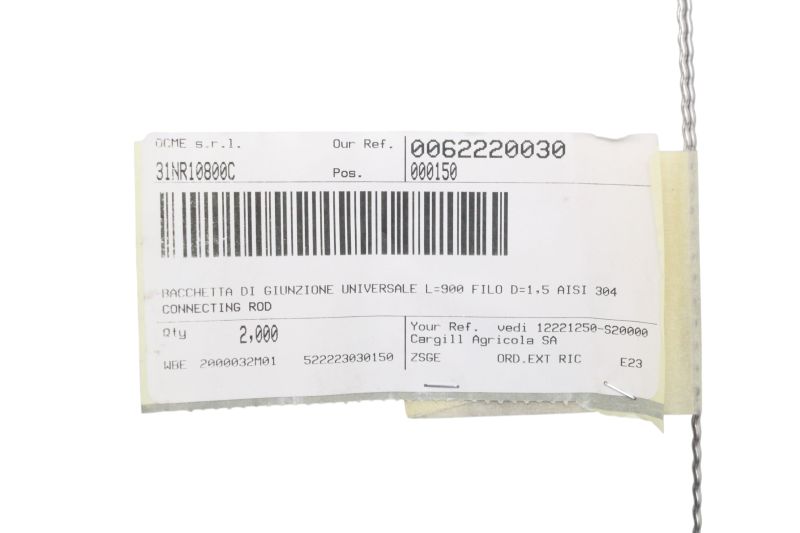 OCME s.r.l. Our Ref. 0062220030
31NR10800C Pos. 000150
BACCHETTA DI GIUNZIONE UNIVERSALE L=900 FILO D=1,5 AISI 304
CONNECTING ROD
Qty 2,000 Your Ref. vedi 12221250-S20000
Cargill Agricola SA
WBE 2000032M01 522223030150 ZSGE ORD.EXT RIC E23